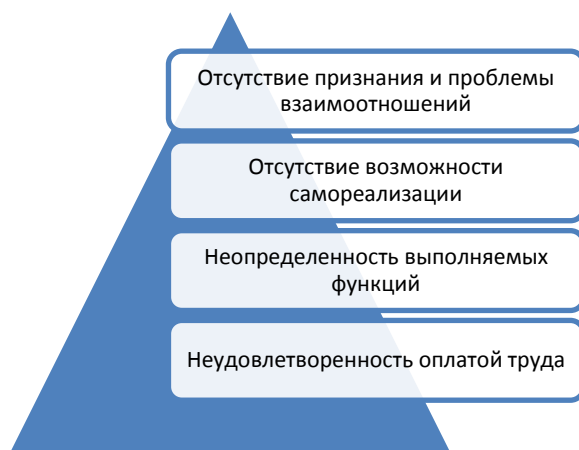 Отсутствие признания и проблемы
взаимоотношений
Отсутствие возможности
самореализации
Неопределенность выполняемых
функций
Неудовлетворенность оплатой труда